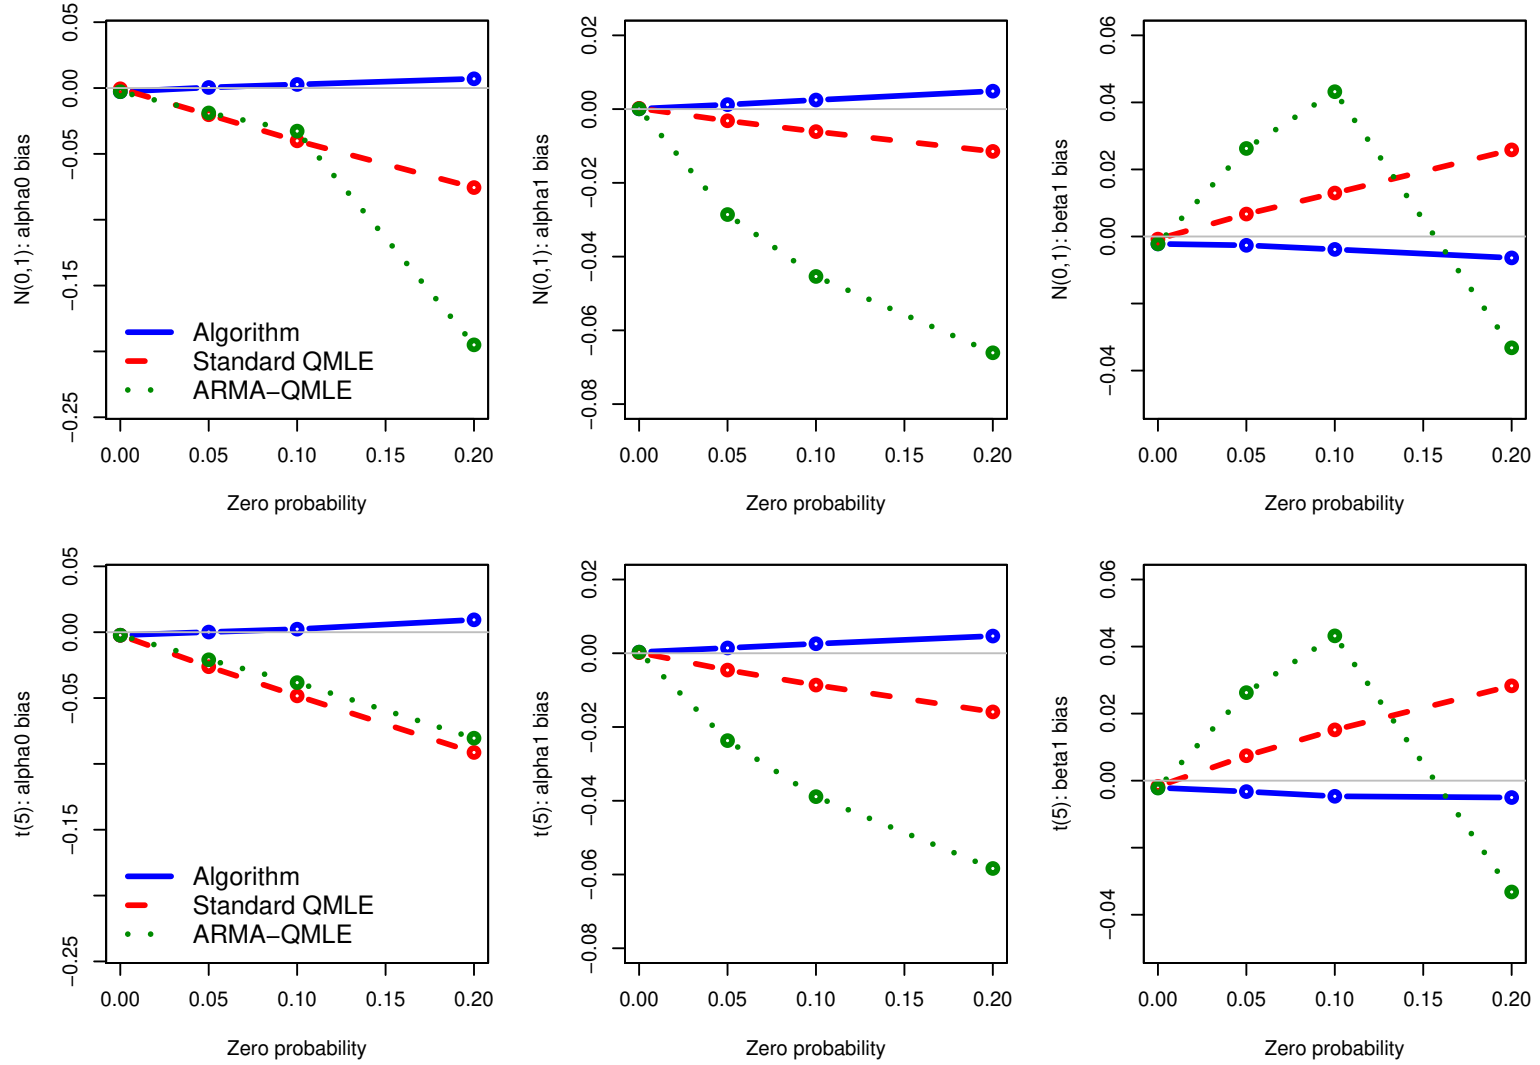 N(0,1): alpha0 bias
0.05
0.00
−0.05
−0.15
−0.25
Algorithm
Standard QMLE
ARMA−QMLE
0.00 0.05 0.10 0.15 0.20
Zero probability
N(0,1): alpha1 bias
0.02
0.00
−0.02
−0.04
−0.06
−0.08
0.00 0.05 0.10 0.15 0.20
Zero probability
N(0,1): beta1 bias
0.06
0.04
0.02
0.00
−0.04
0.00 0.05 0.10 0.15 0.20
Zero probability
t(5): alpha0 bias
0.05
0.00
−0.05
−0.15
−0.25
Algorithm
Standard QMLE
ARMA−QMLE
0.00 0.05 0.10 0.15 0.20
Zero probability
t(5): alpha1 bias
0.02
0.00
−0.02
−0.04
−0.06
−0.08
0.00 0.05 0.10 0.15 0.20
Zero probability
t(5): beta1 bias
0.06
0.04
0.02
0.00
−0.04
0.00 0.05 0.10 0.15 0.20
Zero probability